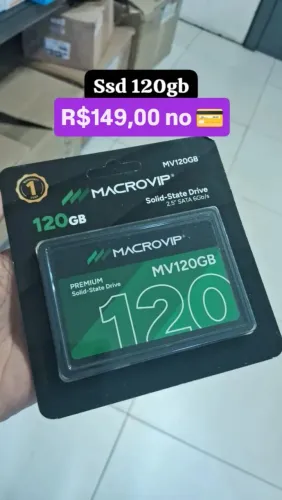 Ssd 120gb
R$149,00 no 💳
MV120GB
1
MACROVIP®
Solid-State Drive
2.5" SATA 6Gb/s
120GB
MACROVIP®
PREMIUM
Solid-State Drive
MV120GB
120